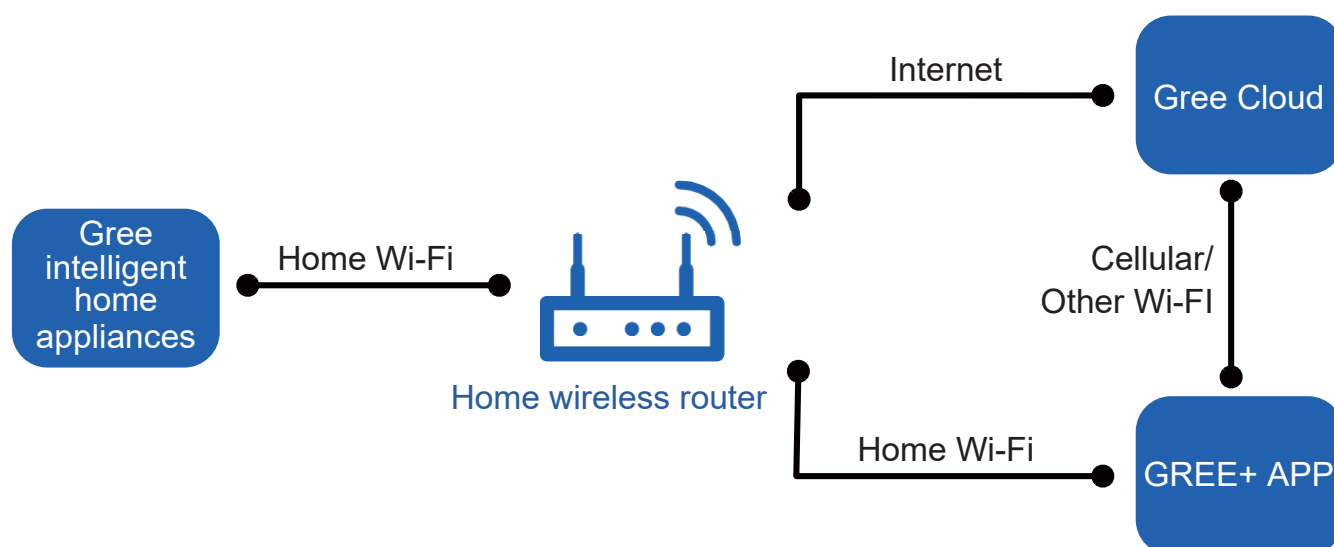 Internet
Gree Cloud
Gree
intelligent
home
appliances
Home Wi-Fi
Cellular/
Other Wi-FI
Home wireless router
Home Wi-Fi
GREE+ APP